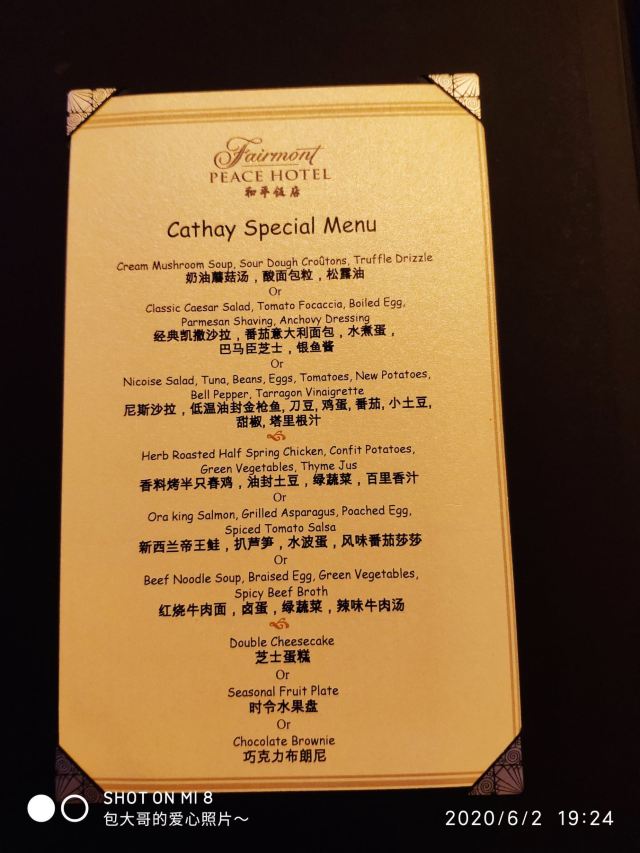 Fairmont
PEACE HOTEL
和平饭店
Cathay Special Menu
Cream Mushroom Soup, Sour Dough Croûtons, Truffle Drizzle
奶油蘑菇汤，酸面包粒，松露油
Or
Classic Caesar Salad, Tomato Focaccia, Boiled Egg,
Parmesan Shaving, Anchovy Dressing
经典凯撒沙拉，番茄意大利面包，水煮蛋，
巴马臣芝士，银鱼酱
Or
Nicoise Salad, Tuna, Beans, Eggs, Tomatoes, New Potatoes,
Bell Pepper, Tarragon Vinaigrette
尼斯沙拉，低温油封金枪鱼, 刀豆, 鸡蛋, 番茄, 小土豆,
甜椒, 塔里根汁
Herb Roasted Half Spring Chicken, Confit Potatoes,
Green Vegetables, Thyme Jus
香料烤半只春鸡，油封土豆，绿蔬菜，百里香汁
Or
Ora king Salmon, Grilled Asparagus, Poached Egg,
Spiced Tomato Salsa
新西兰帝王鲑，扒芦笋，水波蛋，风味番茄莎莎
Or
Beef Noodle Soup, Braised Egg, Green Vegetables,
Spicy Beef Broth
红烧牛肉面，卤蛋，绿蔬菜，辣味牛肉汤
Double Cheesecake
芝士蛋糕
Or
Seasonal Fruit Plate
时令水果盘
Or
Chocolate Brownie
巧克力布朗尼
SHOT ON MI 8
包大哥的爱心照片～
2020/6/2 19:24